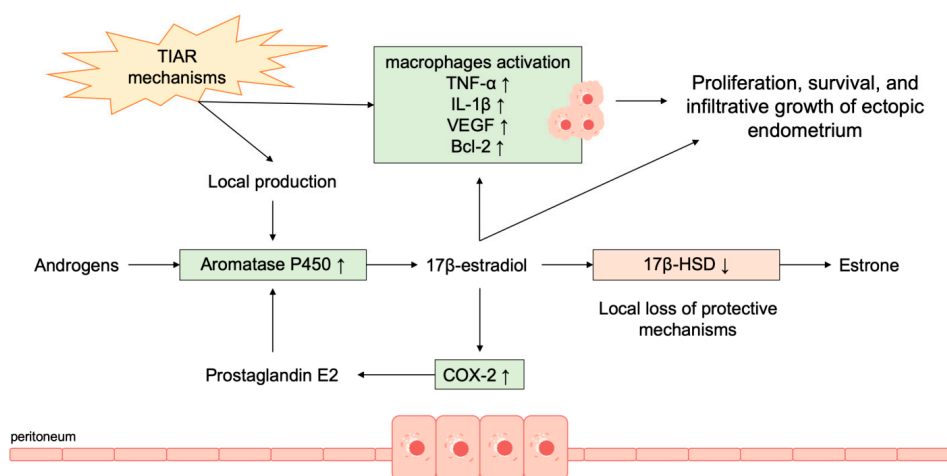 TIAR
mechanisms
macrophages activation
TNF-α ↑
IL-1β ↑
VEGF ↑
Bcl-2 ↑
Proliferation, survival, and
infiltrative growth of ectopic
endometrium
Local production
Androgens
Aromatase P450 ↑
17β-estradiol
17β-HSD ↓
Estrone
Local loss of protective
mechanisms
Prostaglandin E2
COX-2 ↑
peritoneum